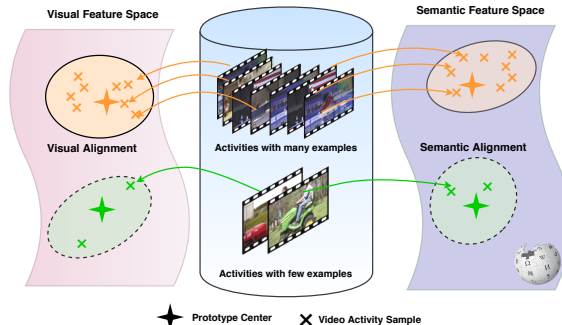 Visual Feature Space
Semantic Feature Space
Activities with many examples
Visual Alignment
Semantic Alignment
Activities with few examples
Prototype Center
Video Activity Sample